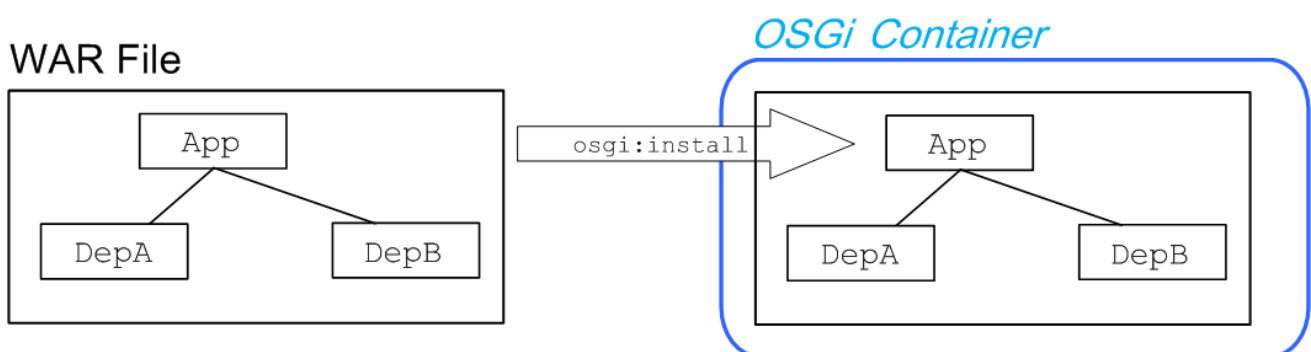 OSGi Container
WAR File
App
osgi:install
App
DepA
DepB
DepA
DepB